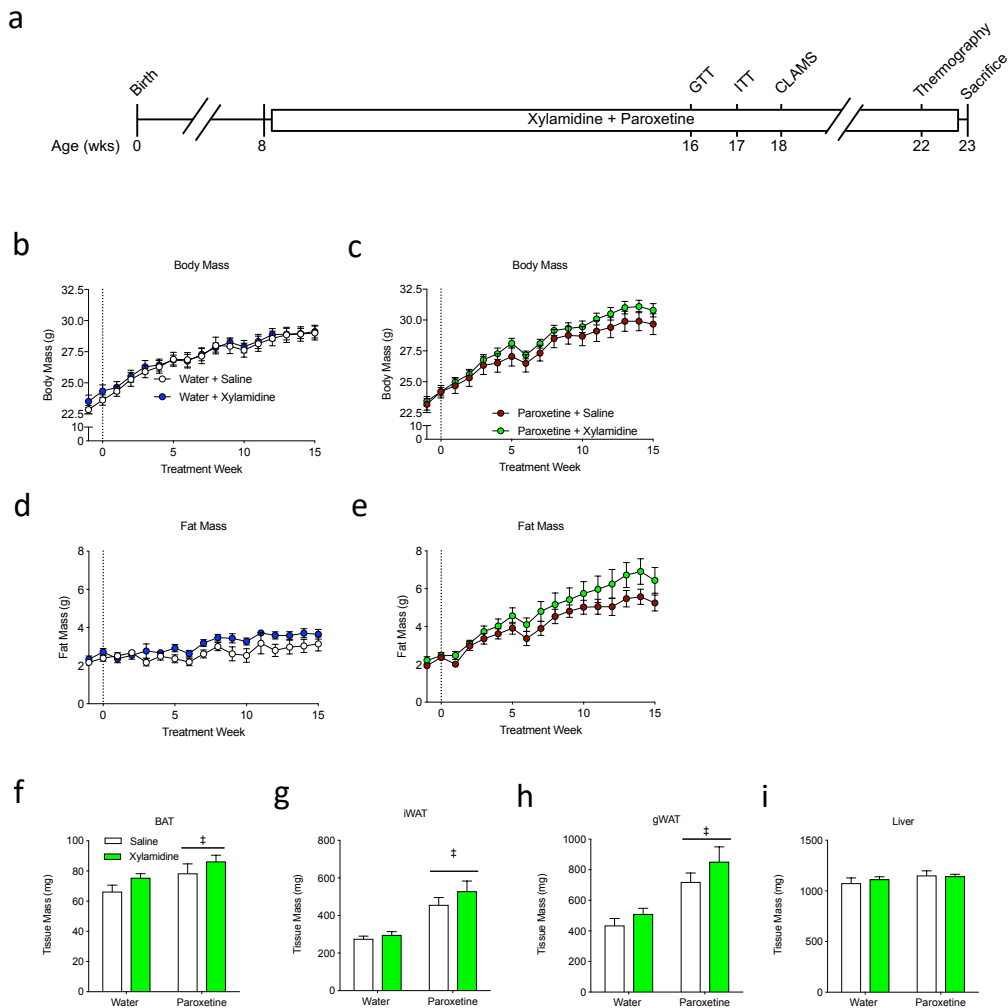 a
Birth
GTT
ITT
CLAMS
Thermography
Sacrifice
Xylamidine + Paroxetine
Age (wks)
0
8
16
17
18
22
23
b
Body Mass
Body Mass (g)
32.5
30.0
27.5
25.0
22.5
10
0
Water + Saline
Water + Xylamidine
0
5
10
15
Treatment Week
c
Body Mass
Body Mass (g)
32.5
30.0
27.5
25.0
22.5
10
0
Paroxetine + Saline
Paroxetine + Xylamidine
0
5
10
15
Treatment Week
d
Fat Mass
Fat Mass (g)
8
6
4
2
0
0
5
10
15
Treatment Week
e
Fat Mass
Fat Mass (g)
8
6
4
2
0
0
5
10
15
Treatment Week
f
BAT
Tissue Mass (mg)
100
80
60
40
20
0
Saline
Xylamidine
‡
Water
Paroxetine
g
iWAT
Tissue Mass (mg)
800
600
400
200
0
‡
Water
Paroxetine
h
gWAT
Tissue Mass (mg)
1000
800
600
400
200
0
‡
Water
Paroxetine
i
Liver
Tissue Mass (mg)
1500
1000
500
0
Water
Paroxetine